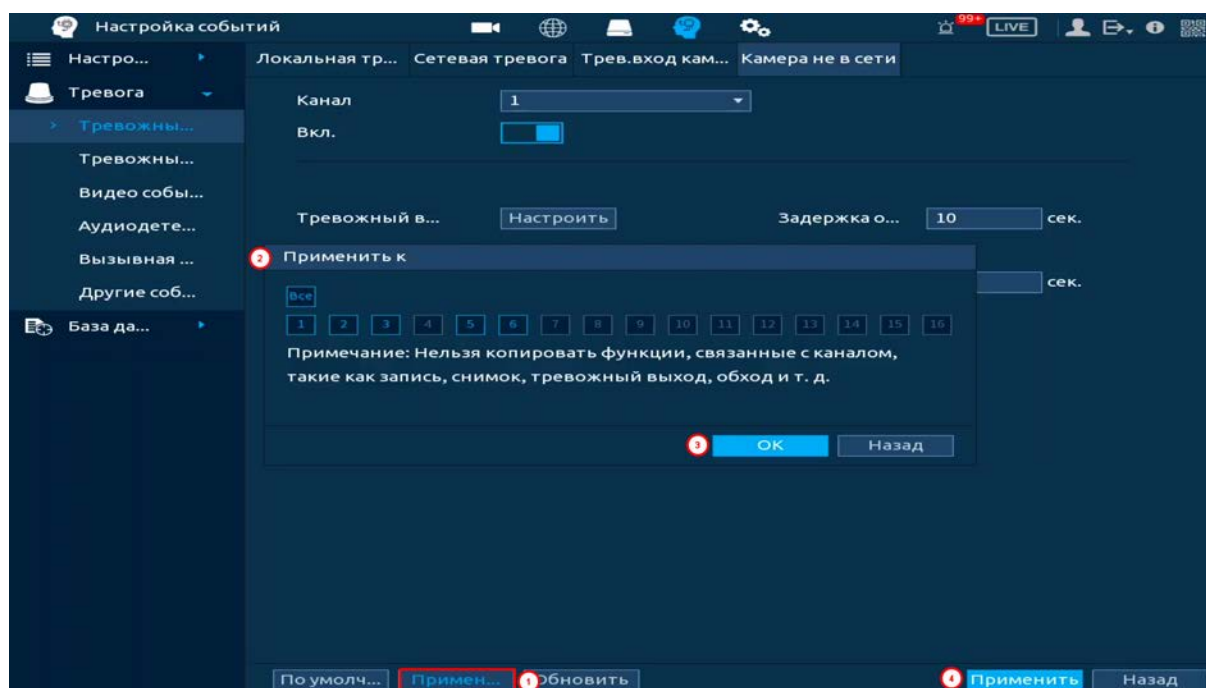 Настройка событий
99+
LIVE
Настро...
Локальная тр... Сетевая тревога Трев.вход кам... Камера не в сети
Тревога
Канал 1
Тревожны...
Вкл.
Тревожны...
Видео собы...
Тревожный в... Настроить Задержка о... 10 сек.
Аудиодете...
Вызывная ...
2 Применить к
Другие соб...
сек.
Все
База да...
1 2 3 4 5 6 7 8 9 10 11 12 13 14 15 16
Примечание: Нельзя копировать функции, связанные с каналом,
такие как запись, снимок, тревожный выход, обход и т. д.
3 OK Назад
По умолч... Примен... 1 Обновить 4 Применить Назад